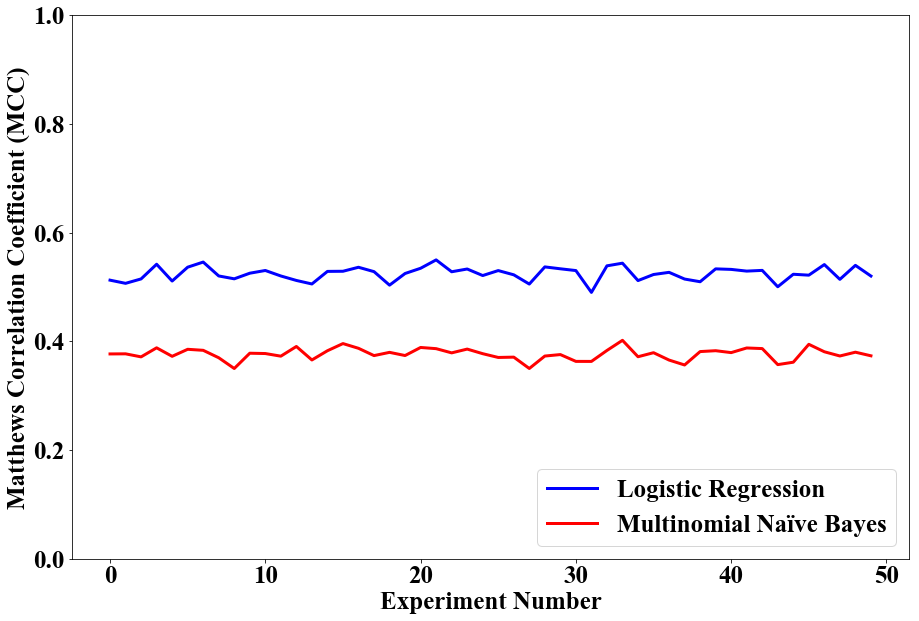 Matthews Correlation Coefficient (MCC)
1.0
0.8
0.6
0.4
0.2
0.0
Logistic Regression
Multinomial Naïve Bayes
0 10 20 30 40 50
Experiment Number